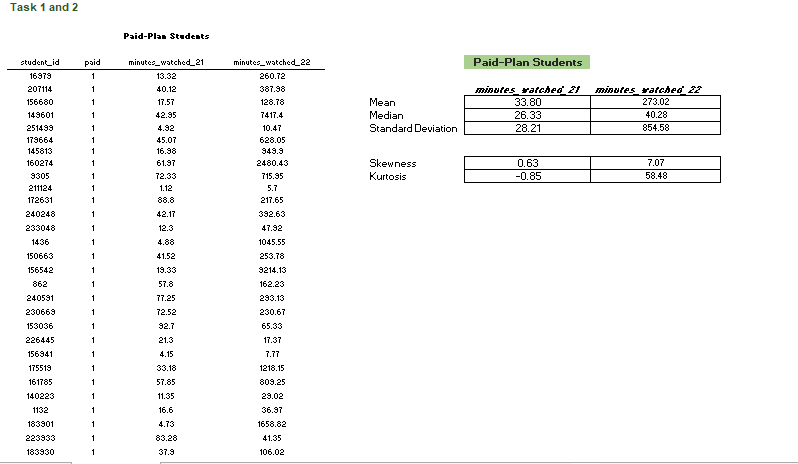 Task 1 and 2
Paid-Plan Students
student_id paid minutes_watched_21 minutes_watched_22
16979 1 13.32 260.72
207114 1 40.12 387.98
156680 1 17.57 128.78
149601 1 42.95 7417.4
251499 1 4.92 10.47
179664 1 45.07 628.05
145813 1 16.98 949.9
160274 1 61.97 2480.43
9305 1 72.33 715.95
211124 1 1.12 5.7
172631 1 88.8 217.65
240248 1 42.17 392.63
233048 1 12.3 47.92
1436 1 4.88 1045.55
150663 1 41.52 253.78
156542 1 19.33 9214.13
862 1 57.8 162.23
240591 1 77.25 293.13
230669 1 72.52 230.67
153036 1 92.7 65.33
226445 1 21.3 17.37
156941 1 4.15 7.77
175519 1 33.18 1218.15
161785 1 57.85 809.25
140223 1 11.35 29.02
1132 1 16.6 36.97
183901 1 4.73 1658.82
223933 1 83.28 41.35
183930 1 37.9 106.02
Paid-Plan Students
minutes_watched_21 minutes_watched_22
Mean 33.80 273.02
Median 26.33 40.28
Standard Deviation 28.21 854.58
Skewness 0.63 7.07
Kurtosis -0.85 58.48